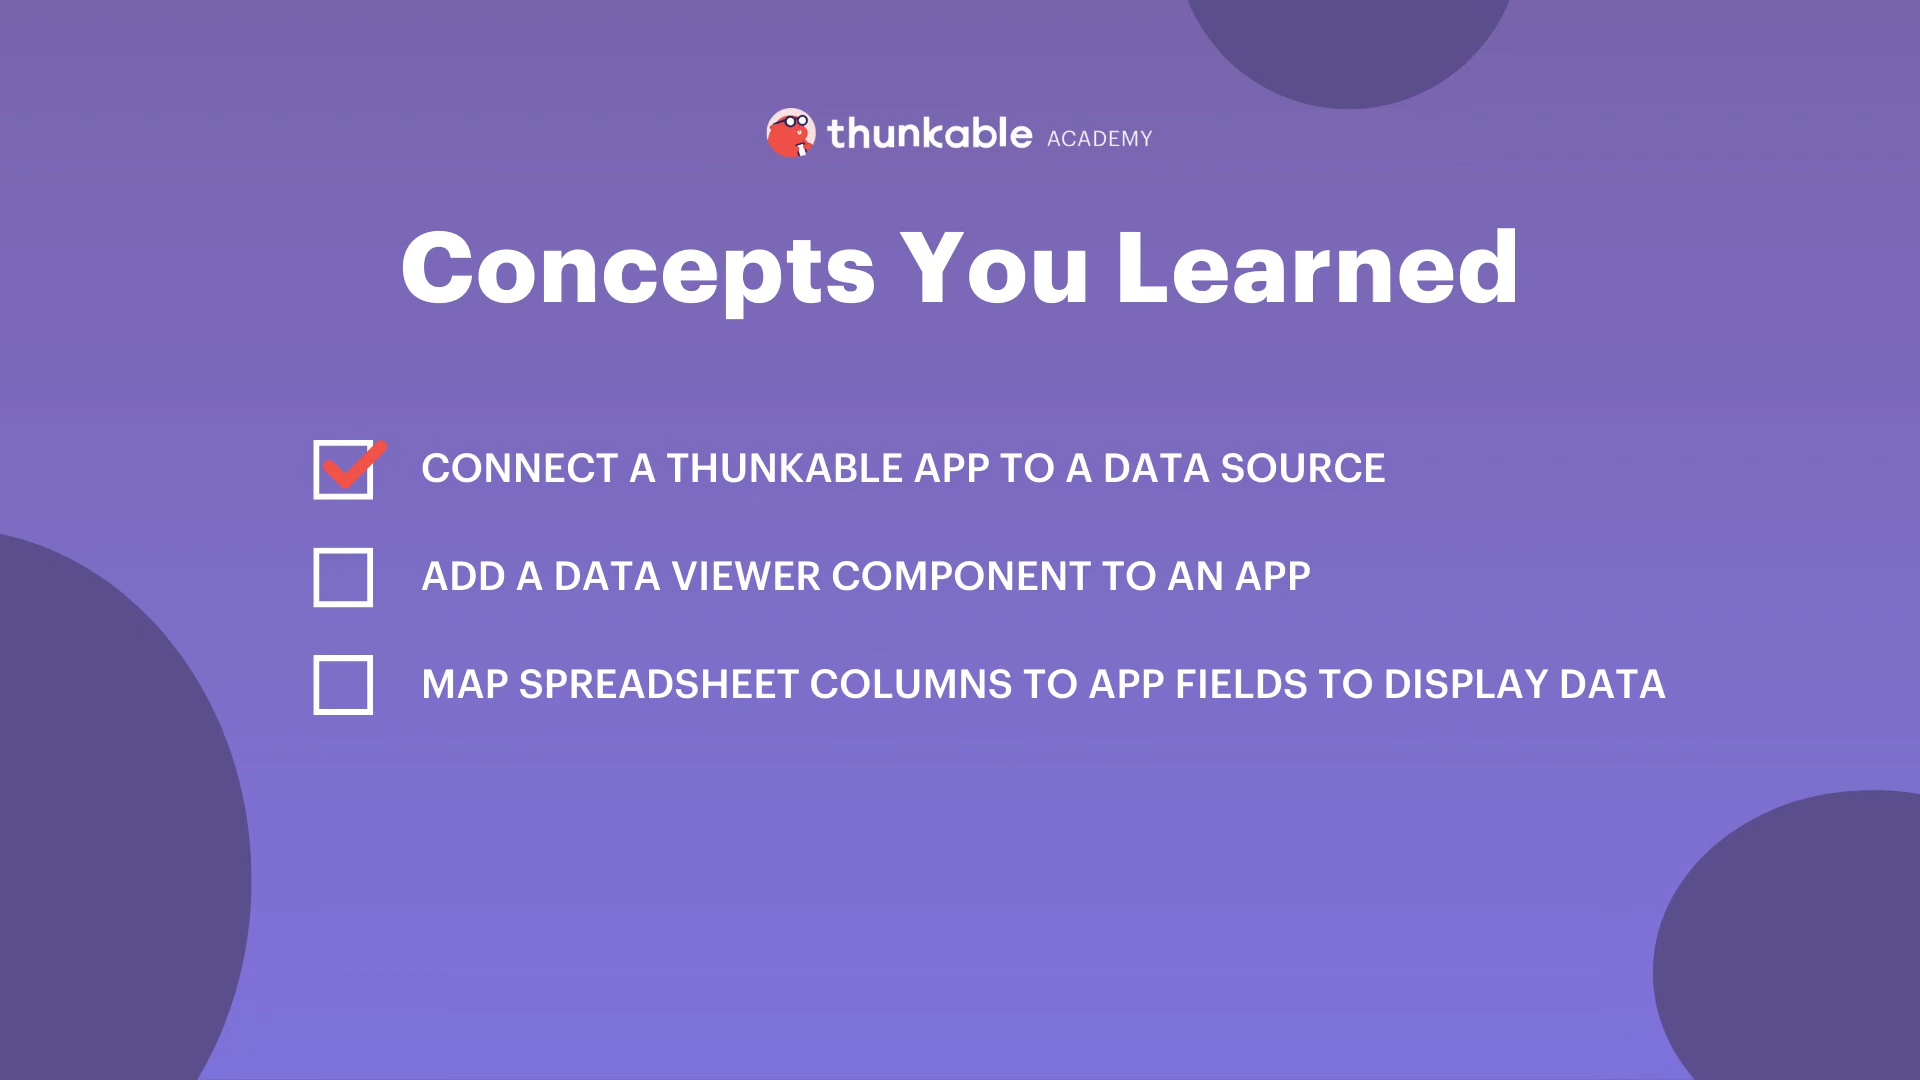 thunkable ACADEMY
Concepts You Learned
CONNECT A THUNKABLE APP TO A DATA SOURCE
ADD A DATA VIEWER COMPONENT TO AN APP
MAP SPREADSHEET COLUMNS TO APP FIELDS TO DISPLAY DATA